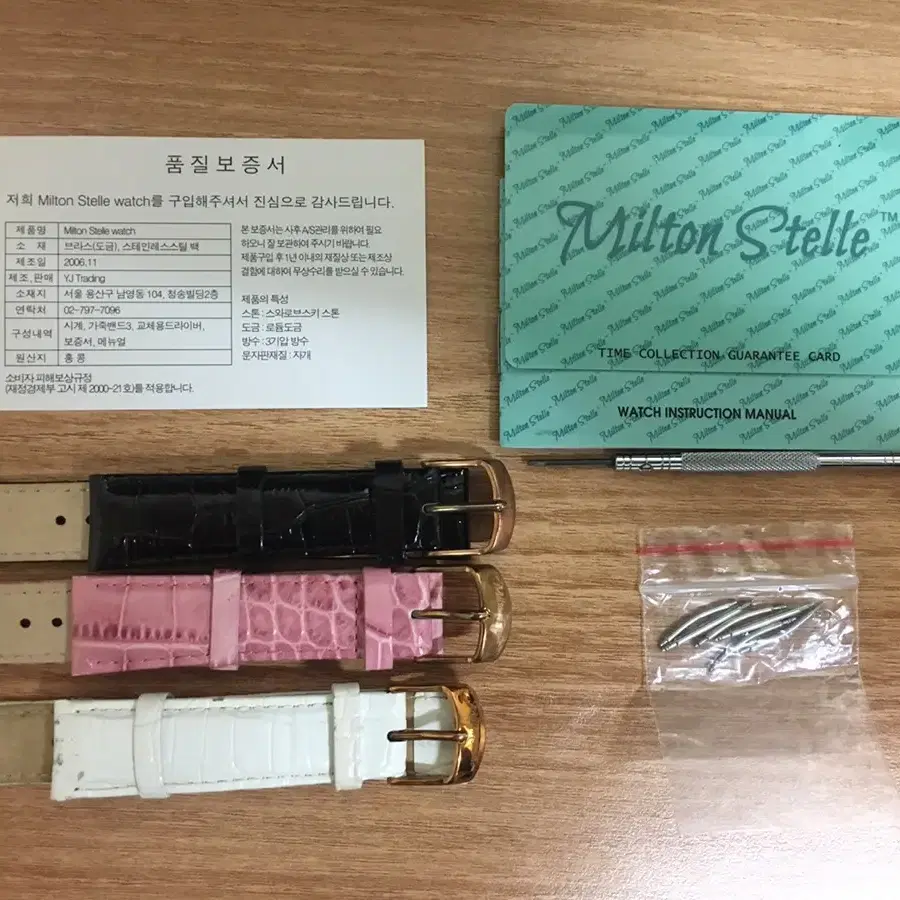 품질보증서
저희 Milton Stelle watch를 구입해주셔서 진심으로 감사드립니다.
제품명 Milton Stelle watch
소 재 브라스(도금), 스테인레스스틸 백
제조일 2006.11
제조,판매 YJ Trading
소재지 서울 용산구 남영동 104, 청송빌딩2층
연락처 02-797-7096
구성내역 시계, 가죽밴드3, 교체용드라이버,
보증서, 메뉴얼
원산지 홍 콩
소비자 피해보상규정
(재정경제부 고시 제 2000-21호)를 적용합니다.
본 보증서는 사후 A/S관리를 위하여 필요
하오니 잘 보관하여 주시기 바랍니다.
제품구입 후 1년 이내의 재질상 또는 제조상
결함에 대하여 무상수리를 받으실 수 있습니다.
제품의 특성
스톤 : 스와로브스키 스톤
도금 : 로듐도금
방수 : 3기압 방수
문자판재질 : 자개
Milton Stelle™
TIME COLLECTION GUARANTEE CARD
WATCH INSTRUCTION MANUAL